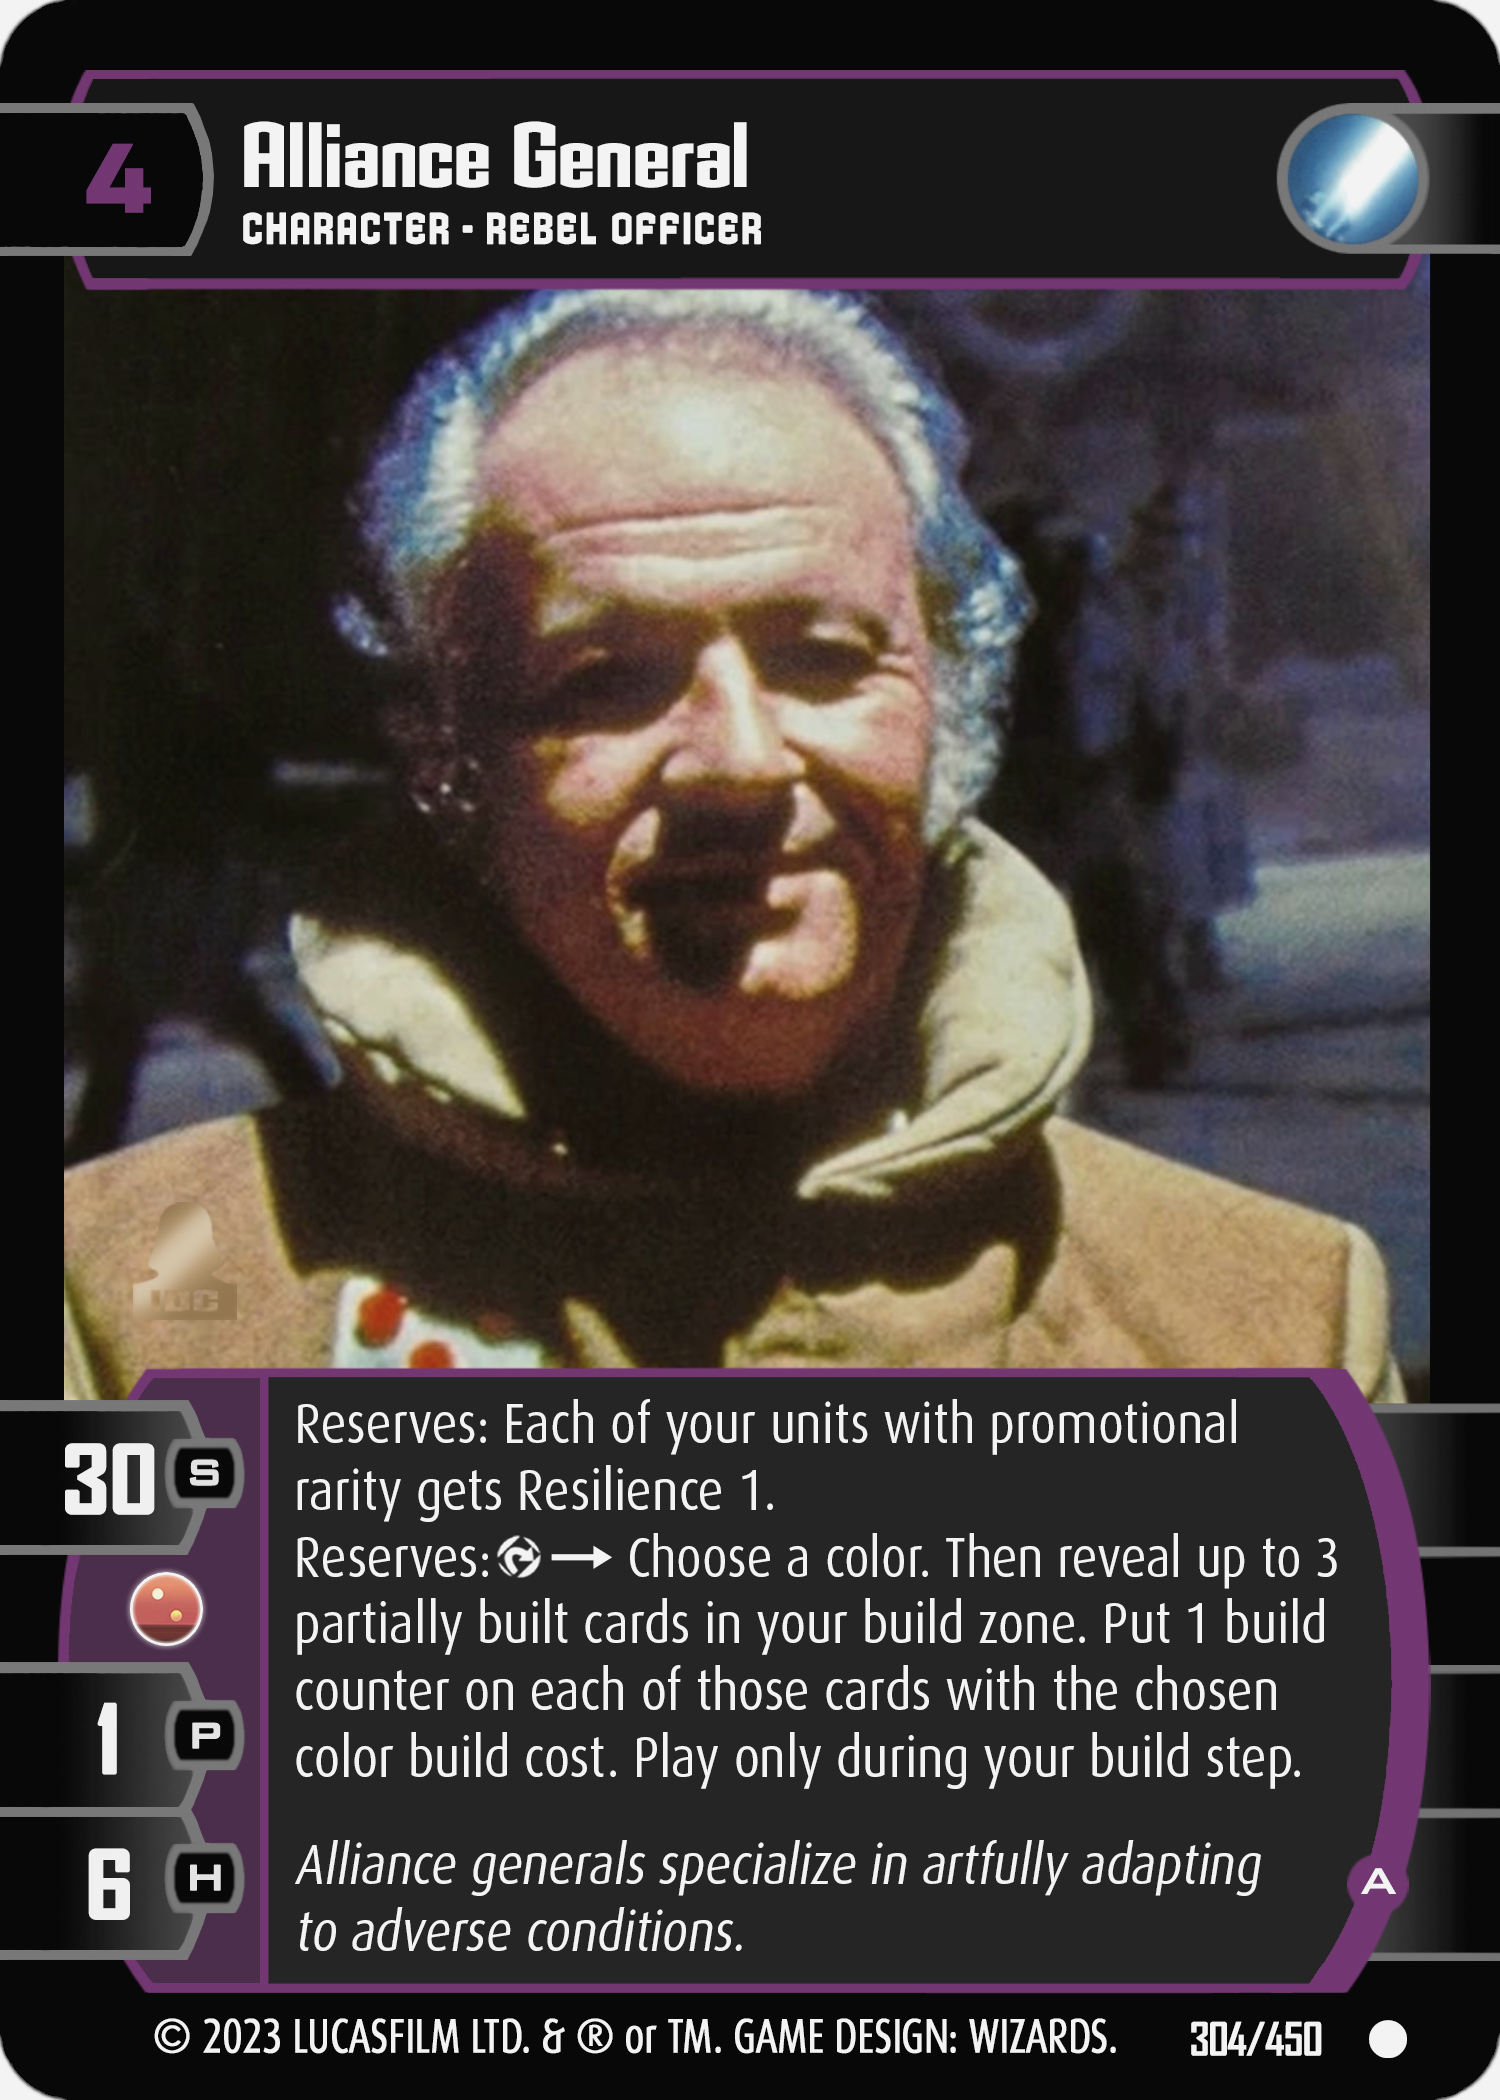 4
Alliance General
CHARACTER - REBEL OFFICER
IDC
30 S
1 P
6 H
Reserves: Each of your units with promotional
rarity gets Resilience 1.
Reserves: → Choose a color. Then reveal up to 3
partially built cards in your build zone. Put 1 build
counter on each of those cards with the chosen
color build cost. Play only during your build step.
Alliance generals specialize in artfully adapting
to adverse conditions.
A
© 2023 LUCASFILM LTD. & ® or TM. GAME DESIGN: WIZARDS.
304/450